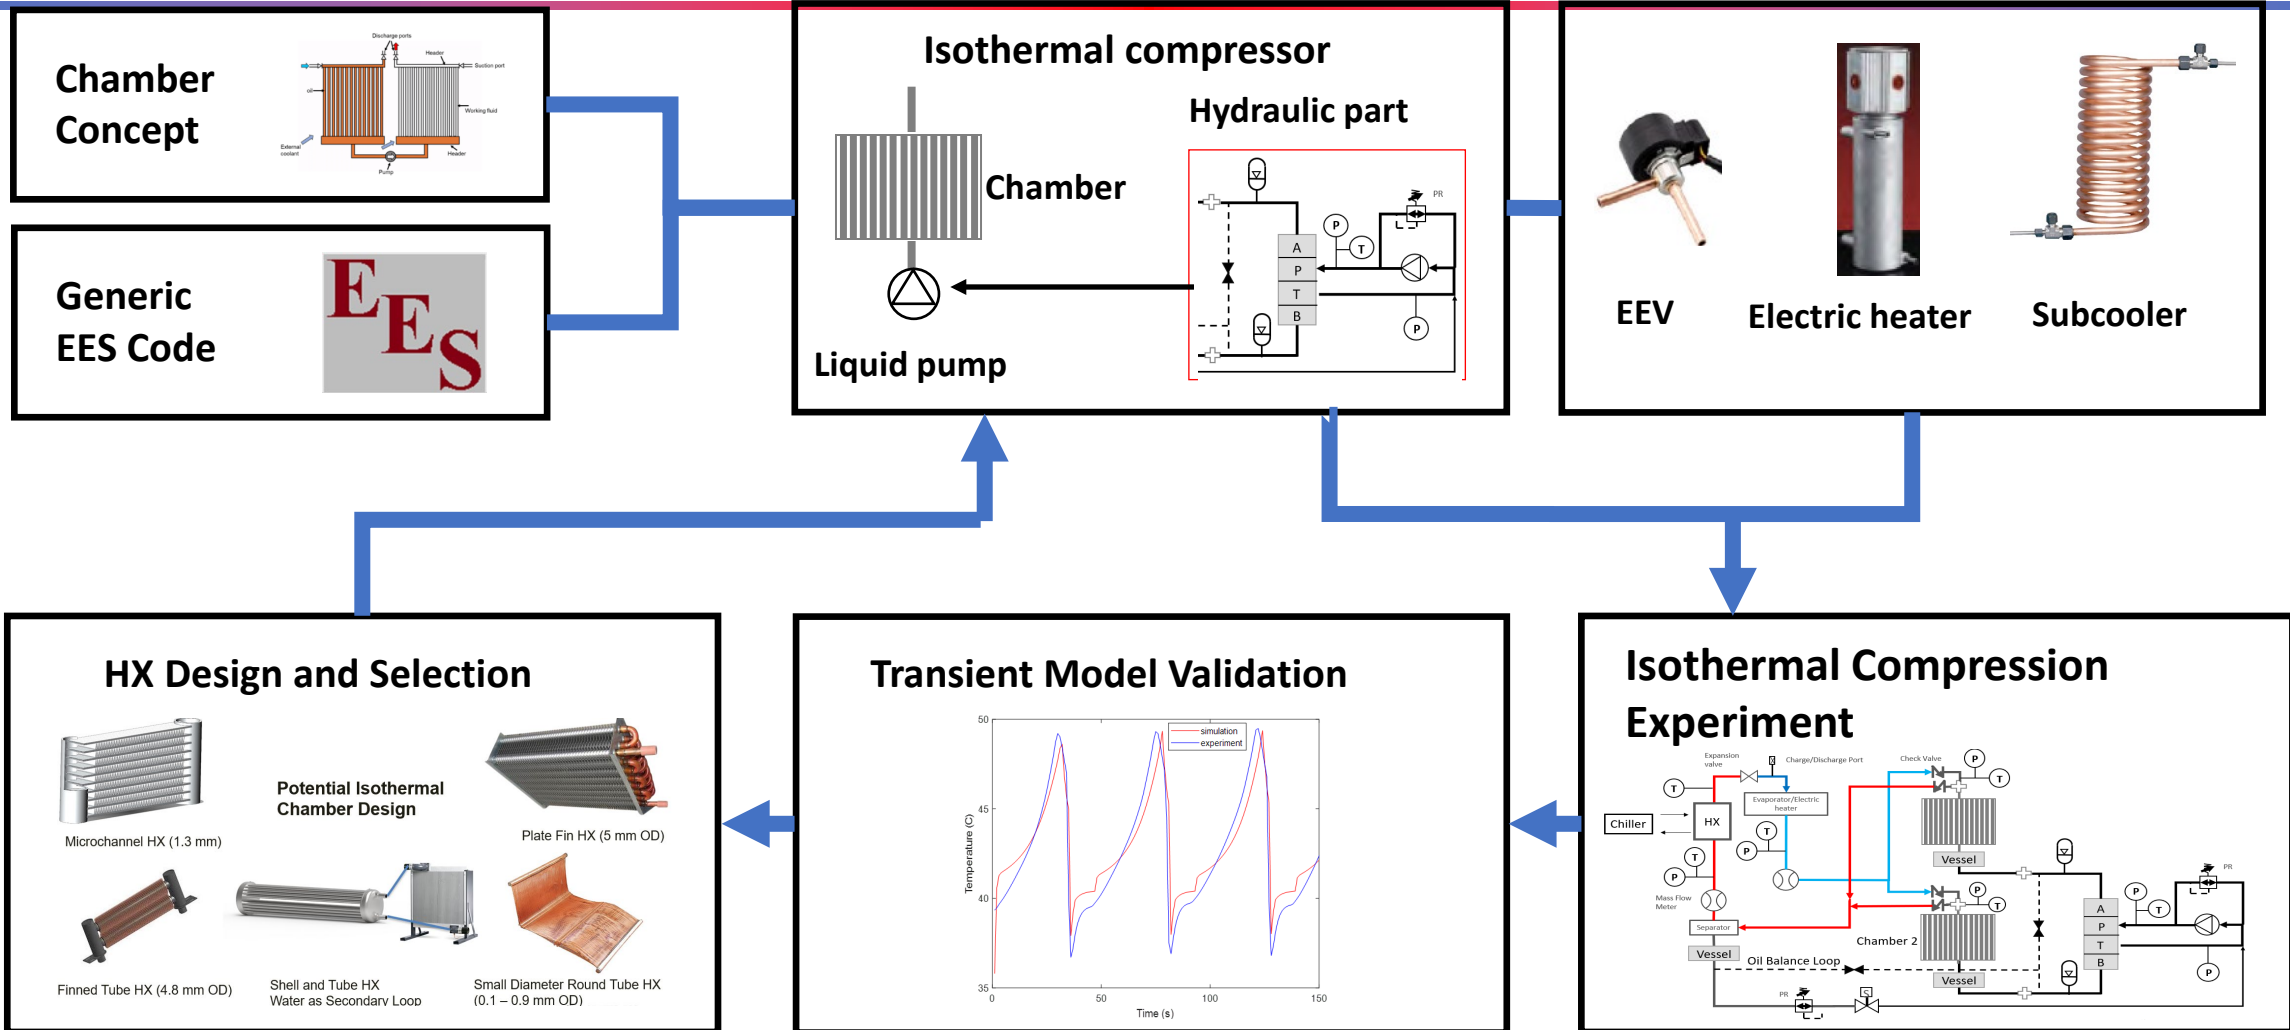 Chamber
Concept
Discharge ports
Header
Suction port
oil
Working fluid
External
coolant
Header
Pump
Generic
EES Code
EES
Isothermal compressor
Hydraulic part
Chamber
Liquid pump
PR
P
T
A
P
T
B
P
EEV
Electric heater
Subcooler
HX Design and Selection
Potential Isothermal
Chamber Design
Microchannel HX (1.3 mm)
Plate Fin HX (5 mm OD)
Finned Tube HX (4.8 mm OD)
Shell and Tube HX
Water as Secondary Loop
Small Diameter Round Tube HX
(0.1 – 0.9 mm OD)
Transient Model Validation
simulation
experiment
50
45
40
35
0
50
100
150
Temperature (C)
Time (s)
Isothermal Compression
Experiment
Expansion
valve
Charge/Discharge Port
Check Valve
P
T
T
Evaporator/Electric
heater
Chiller
HX
T
P
T
P
Mass Flow
Meter
Separator
Vessel
Vessel
P
T
Chamber 2
Vessel
Oil Balance Loop
PR
S
A
P
T
B
P
T
PR
P